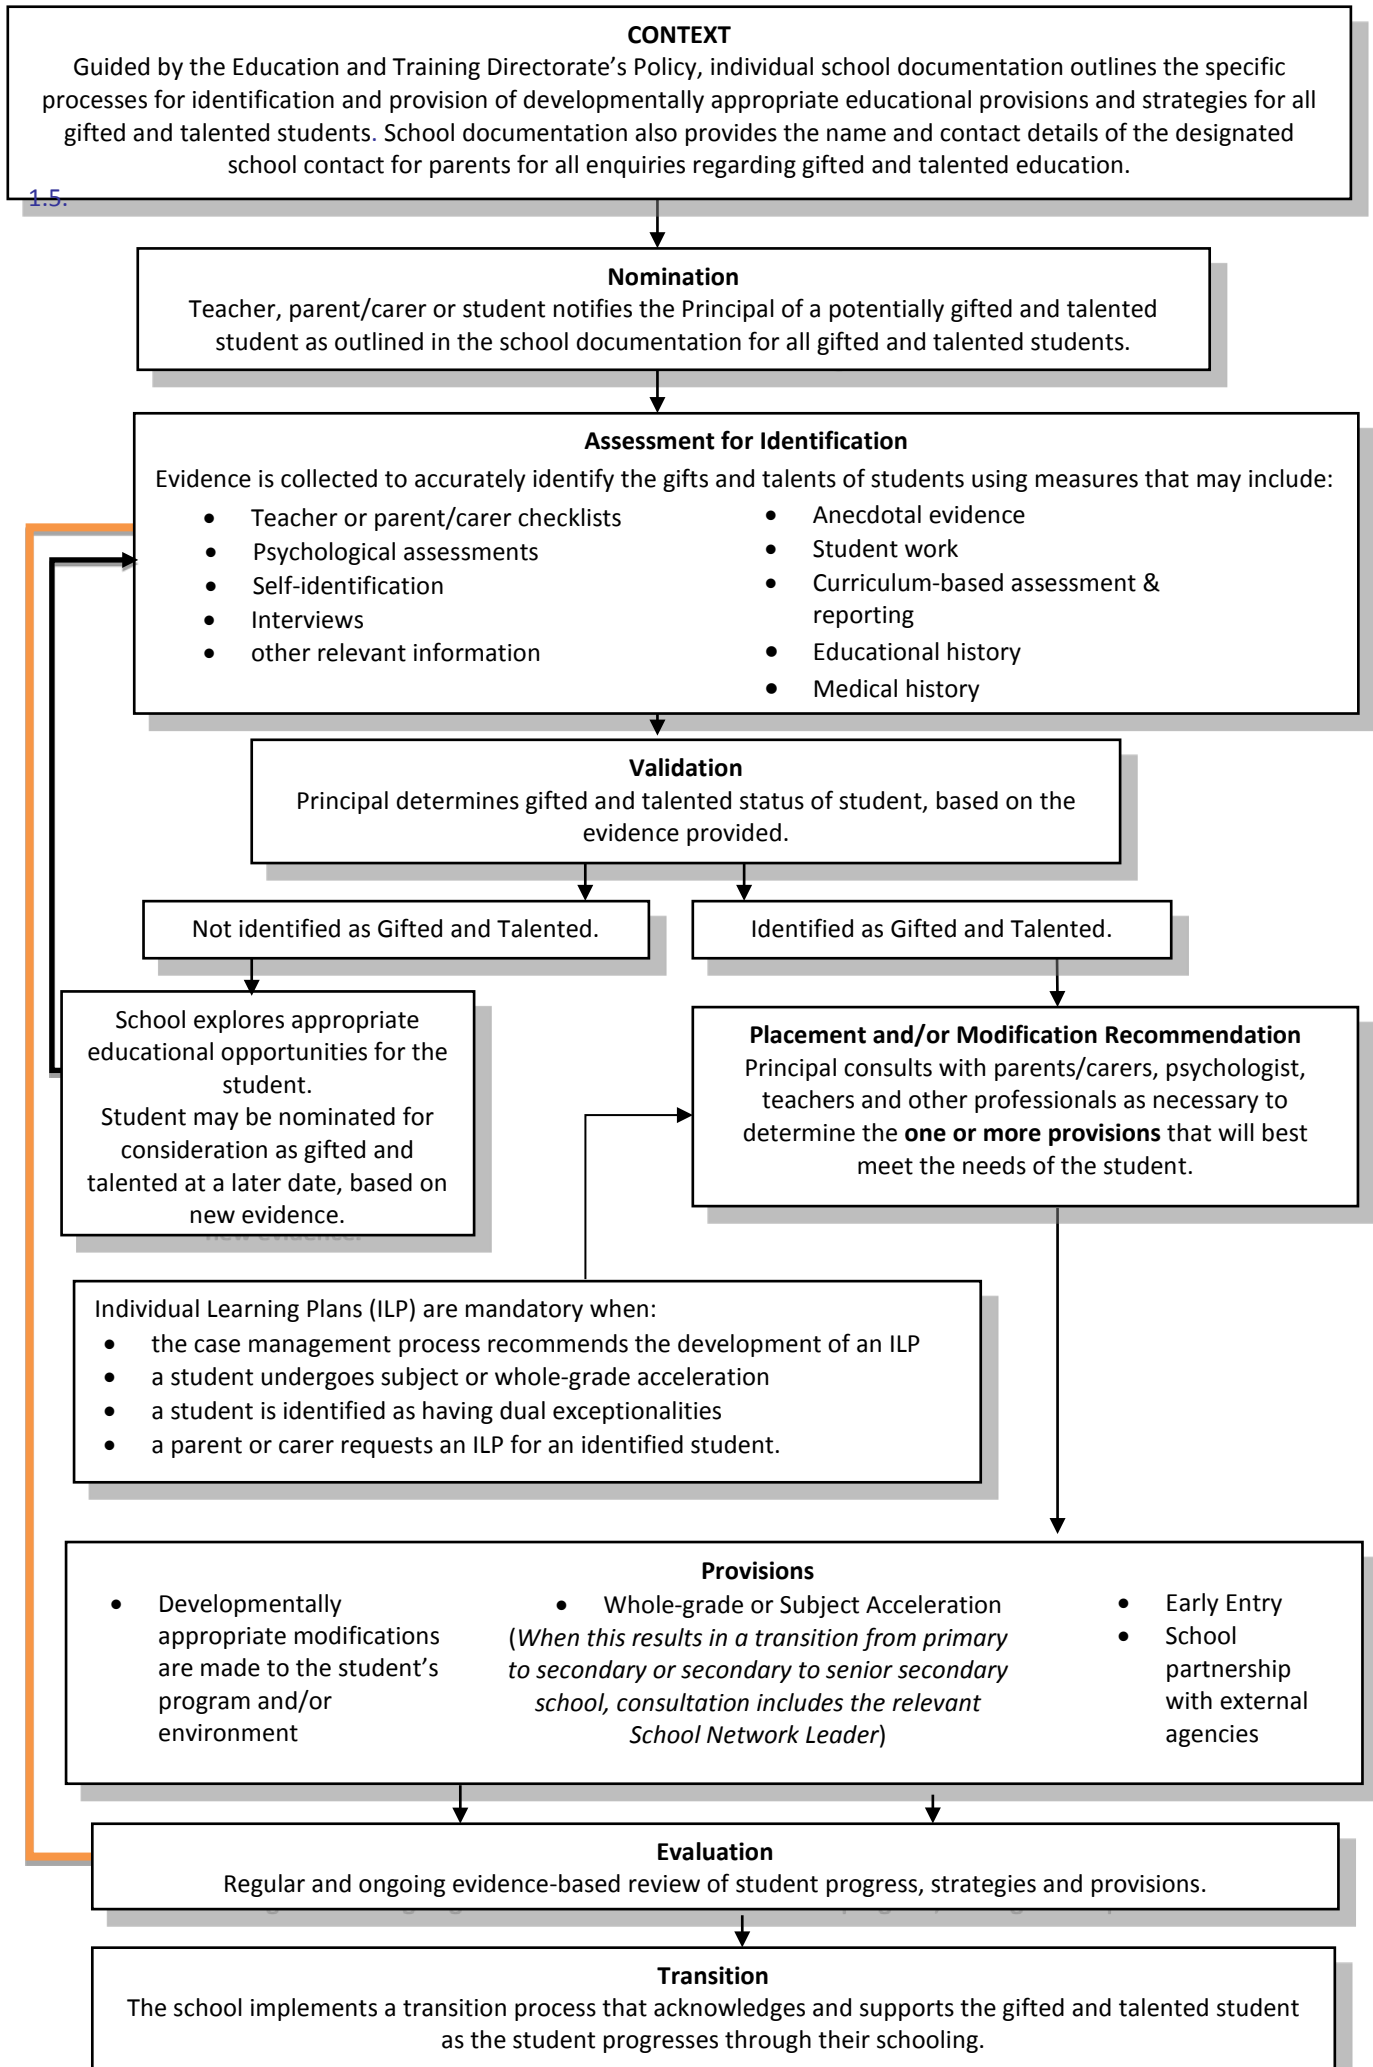 CONTEXT
Guided by the Education and Training Directorate's Policy, individual school documentation outlines the specific
processes for identification and provision of developmentally appropriate educational provisions and strategies for all
gifted and talented students. School documentation also provides the name and contact details of the designated
school contact for parents for all enquiries regarding gifted and talented education.
1.5.
Nomination
Teacher, parent/carer or student notifies the Principal of a potentially gifted and talented
student as outlined in the school documentation for all gifted and talented students.
Assessment for Identification
Evidence is collected to accurately identify the gifts and talents of students using measures that may include:
• Teacher or parent/carer checklists
• Psychological assessments
• Self-identification
• Interviews
• other relevant information
• Anecdotal evidence
• Student work
• Curriculum-based assessment &
reporting
• Educational history
• Medical history
Validation
Principal determines gifted and talented status of student, based on the
evidence provided.
Not identified as Gifted and Talented.
Identified as Gifted and Talented.
School explores appropriate
educational opportunities for the
student.
Student may be nominated for
consideration as gifted and
talented at a later date, based on
new evidence.
Placement and/or Modification Recommendation
Principal consults with parents/carers, psychologist,
teachers and other professionals as necessary to
determine the one or more provisions that will best
meet the needs of the student.
Individual Learning Plans (ILP) are mandatory when:
• the case management process recommends the development of an ILP
• a student undergoes subject or whole-grade acceleration
• a student is identified as having dual exceptionalities
• a parent or carer requests an ILP for an identified student.
Provisions
• Developmentally
appropriate modifications
are made to the student's
program and/or
environment
• Whole-grade or Subject Acceleration
(When this results in a transition from primary
to secondary or secondary to senior secondary
school, consultation includes the relevant
School Network Leader)
• Early Entry
• School
partnership
with external
agencies
Evaluation
Regular and ongoing evidence-based review of student progress, strategies and provisions.
Transition
The school implements a transition process that acknowledges and supports the gifted and talented student
as the student progresses through their schooling.